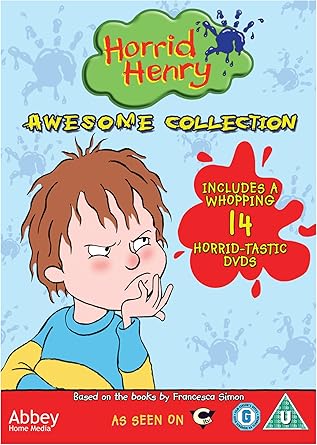 Horrid
Henry
AWESOME COLLECTION
INCLUDES A
WHOPPING
14
HORRID-TASTIC
DVDS
Based on the books by Francesca Simon
Abbey
Home Media
AS SEEN ON
G
U